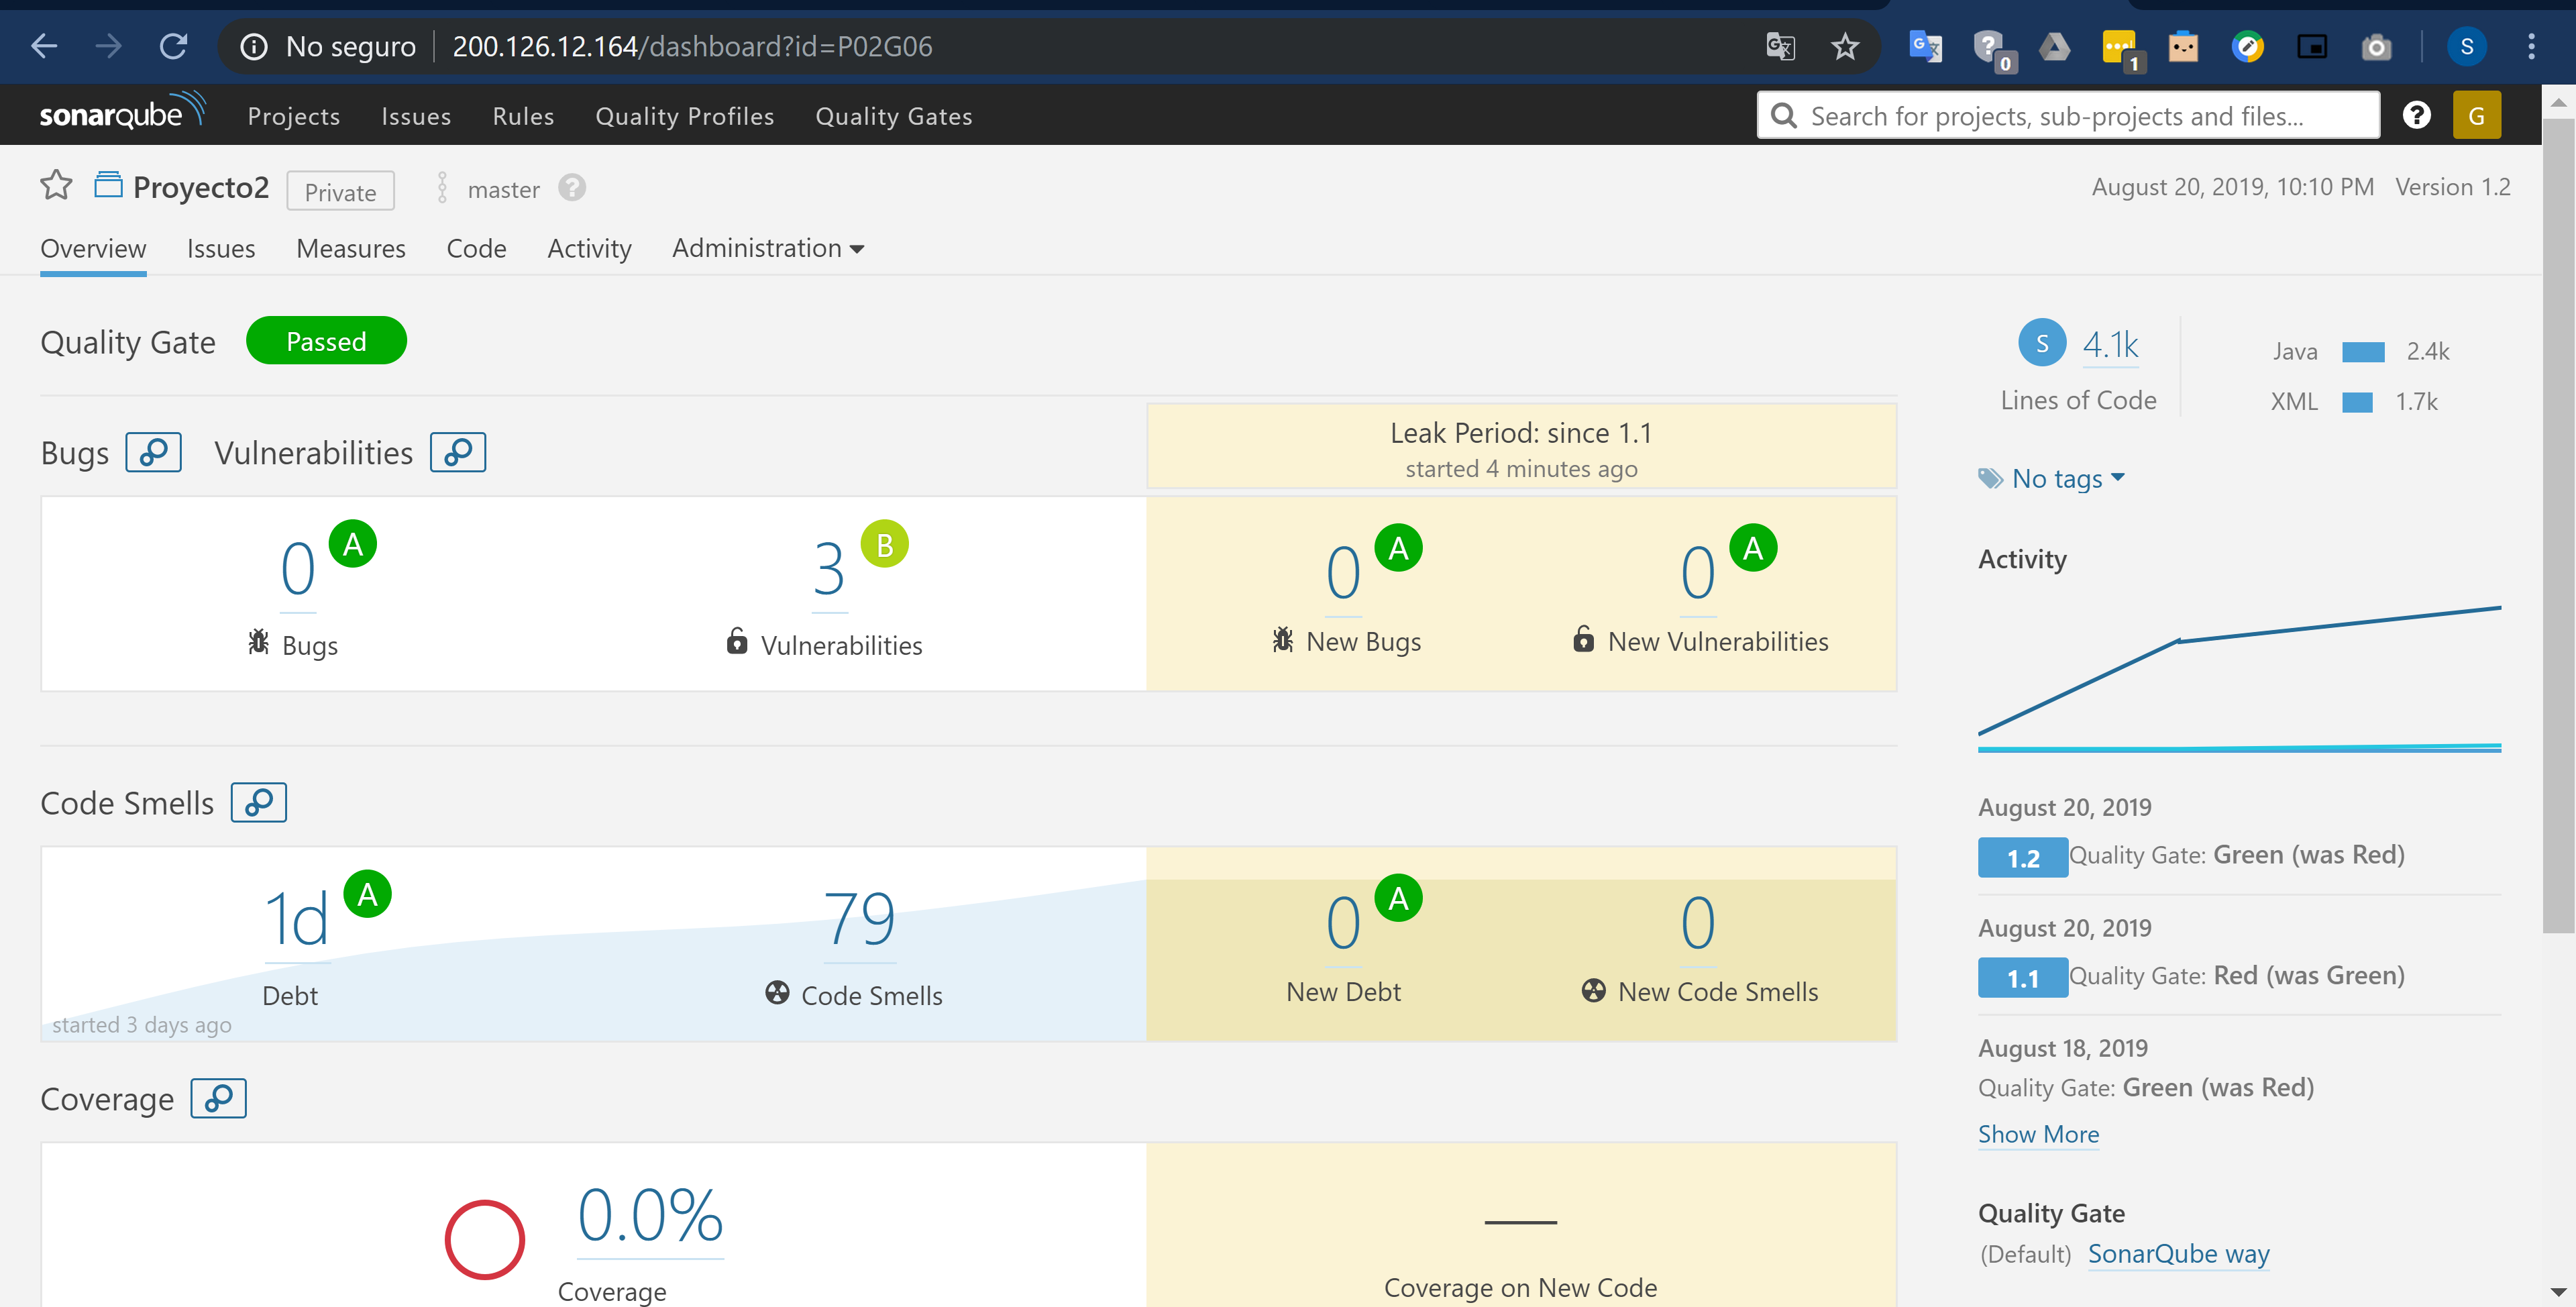 No seguro 200.126.12.164/dashboard?id=P02G06
0
1
S
sonarqube Projects Issues Rules Quality Profiles Quality Gates
Search for projects, sub-projects and files...
? G
Proyecto2 Private master ?
August 20, 2019, 10:10 PM Version 1.2
Overview Issues Measures Code Activity Administration
Quality Gate Passed
S 4.1k
Lines of Code
Java 2.4k
XML 1.7k
Bugs Vulnerabilities
Leak Period: since 1.1
started 4 minutes ago
No tags
0 A
Bugs
3 B
Vulnerabilities
0 A
New Bugs
0 A
New Vulnerabilities
Activity
Code Smells
1d A
Debt
started 3 days ago
79
Code Smells
0 A
New Debt
0
New Code Smells
August 20, 2019
1.2 Quality Gate: Green (was Red)
August 20, 2019
1.1 Quality Gate: Red (was Green)
August 18, 2019
Quality Gate: Green (was Red)
Show More
Coverage
0.0%
Coverage
Coverage on New Code
Quality Gate
(Default) SonarQube way